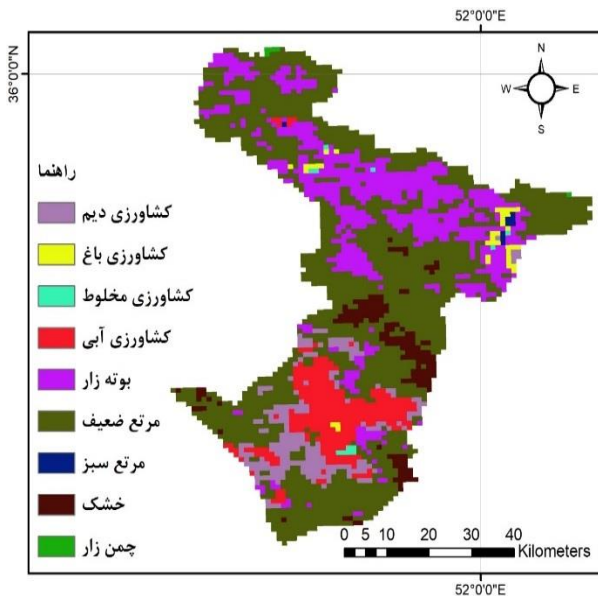 52°0'0"E
36°0'0"N
N
W E
S
راهنما
کشاورزی دیم
کشاورزی باغ
کشاورزی مخلوط
کشاورزی آبی
بوته زار
مرتع ضعیف
مرتع سبز
خشک
چمن زار
0 5 10 20 30 40
Kilometers
52°0'0"E